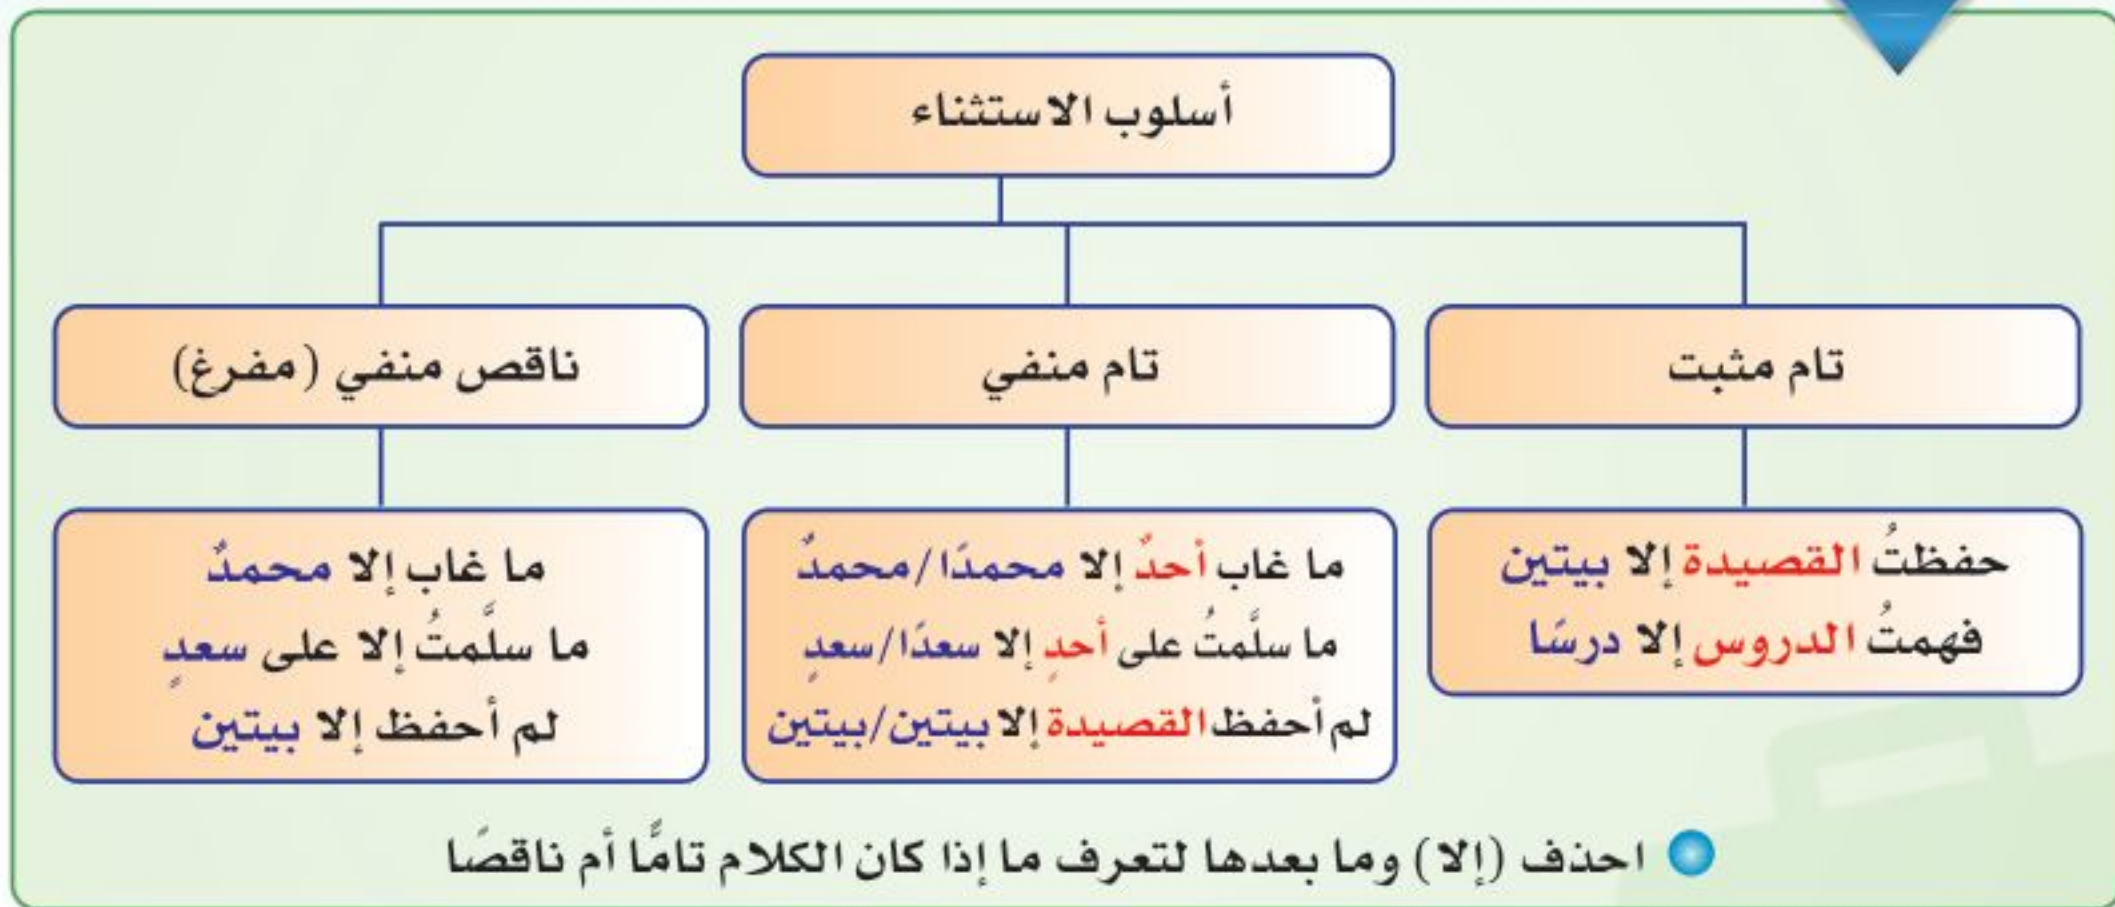 أسلوب الاستثناء
تام مثبت
تام منفي
ناقص منفي (مفرغ)
حفظتُ القصيدة إلا بيتين
فهمتُ الدروس إلا درسًا
ما غاب أحدٌ إلا محمدًا/محمدٌ
ما سلَّمتُ على أحدٍ إلا سعدًا/سعدٍ
لم أحفظ القصيدة إلا بيتين/بيتين
ما غاب إلا محمدٌ
ما سلَّمتُ إلا على سعدٍ
لم أحفظ إلا بيتين
احذف (إلا) وما بعدها لتعرف ما إذا كان الكلام تامًّا أم ناقصًا